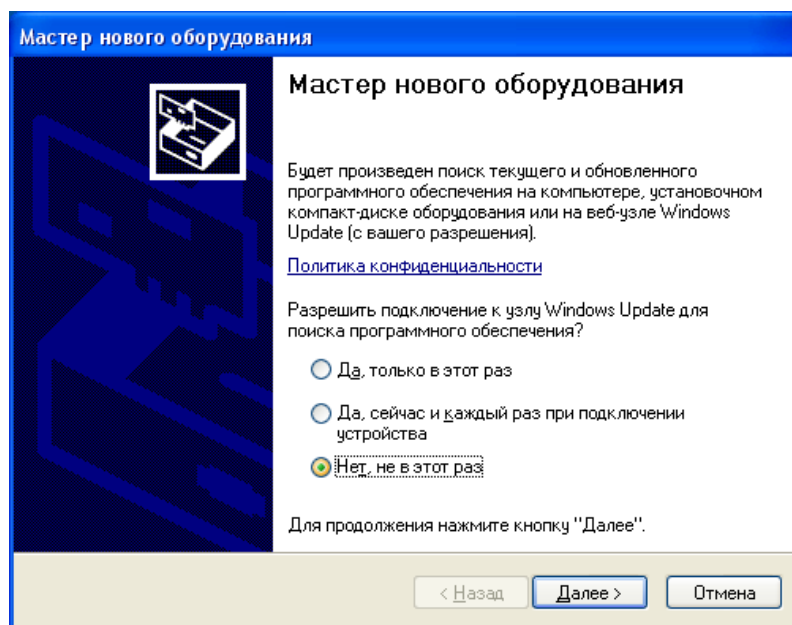 Мастер нового оборудования
Мастер нового оборудования
Будет произведен поиск текущего и обновленного
программного обеспечения на компьютере, установочном
компакт-диске оборудования или на веб-узле Windows
Update (с вашего разрешения).
Политика конфиденциальности
Разрешить подключение к узлу Windows Update для
поиска программного обеспечения?
Да, только в этот раз
Да, сейчас и каждый раз при подключении
устройства
Нет, не в этот раз
Для продолжения нажмите кнопку "Далее".
< Назад Далее > Отмена